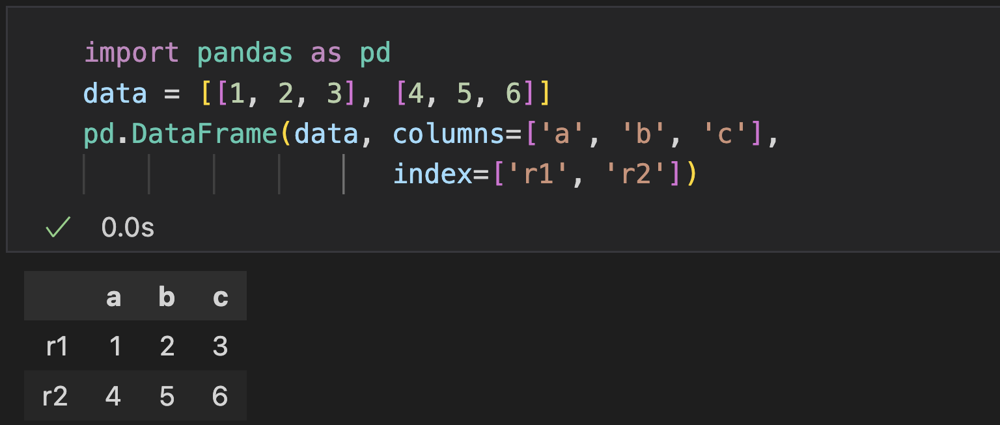 import pandas as pd
data = [[1, 2, 3], [4, 5, 6]]
pd.DataFrame(data, columns=['a', 'b', 'c'],
index=['r1', 'r2'])
0.0s
a b c
r1 1 2 3
r2 4 5 6